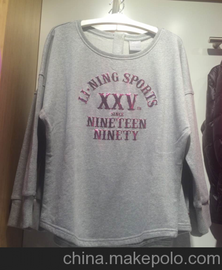 LI-NING SPORTS
XXV
SINCE
NINETEEN
NINETY
china.makepolo.com